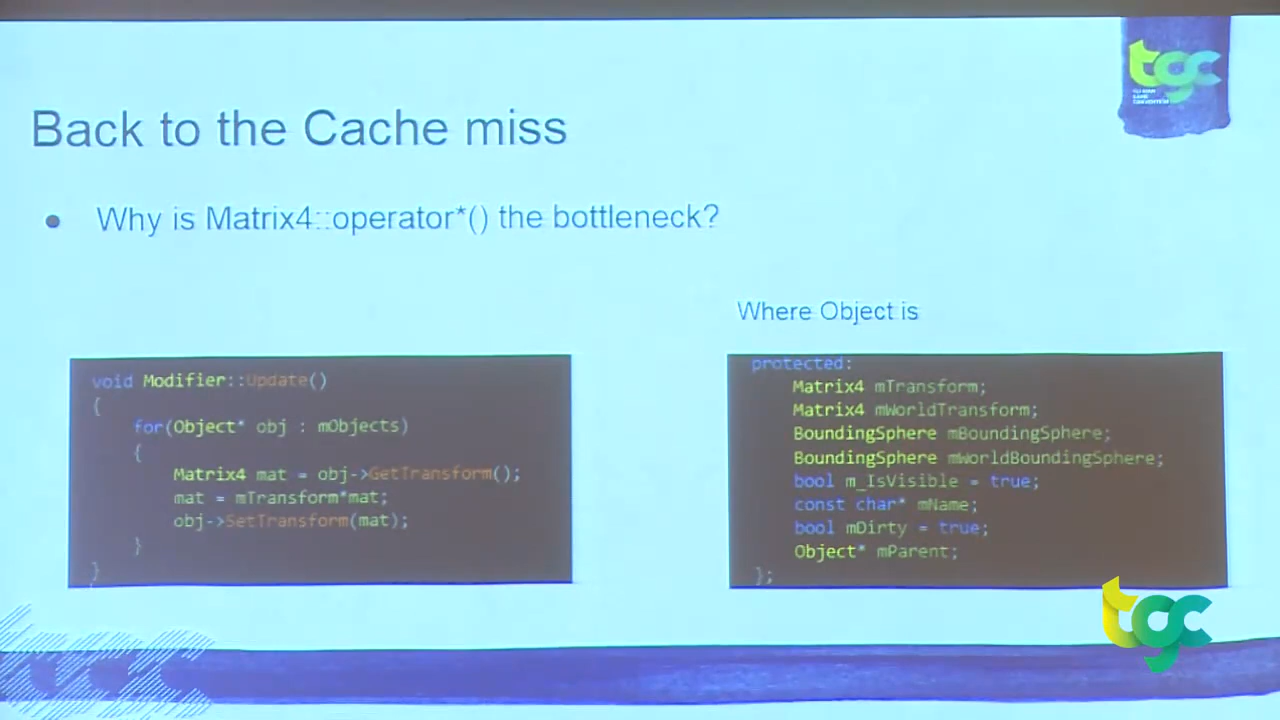 tgc
Back to the Cache miss
Why is Matrix4::operator*() the bottleneck?
Where Object is
void Modifier::Update()
{
for(Object* obj : mObjects)
{
Matrix4 mat = obj->GetTransform();
mat = mTransform*mat;
obj->SetTransform(mat);
}
}
protected:
Matrix4 mTransform;
Matrix4 mWorldTransform;
BoundingSphere mBoundingSphere;
BoundingSphere mWorldBoundingSphere;
bool m_IsVisible = true;
const char* mName;
bool mDirty = true;
Object* mParent;
};
tgc